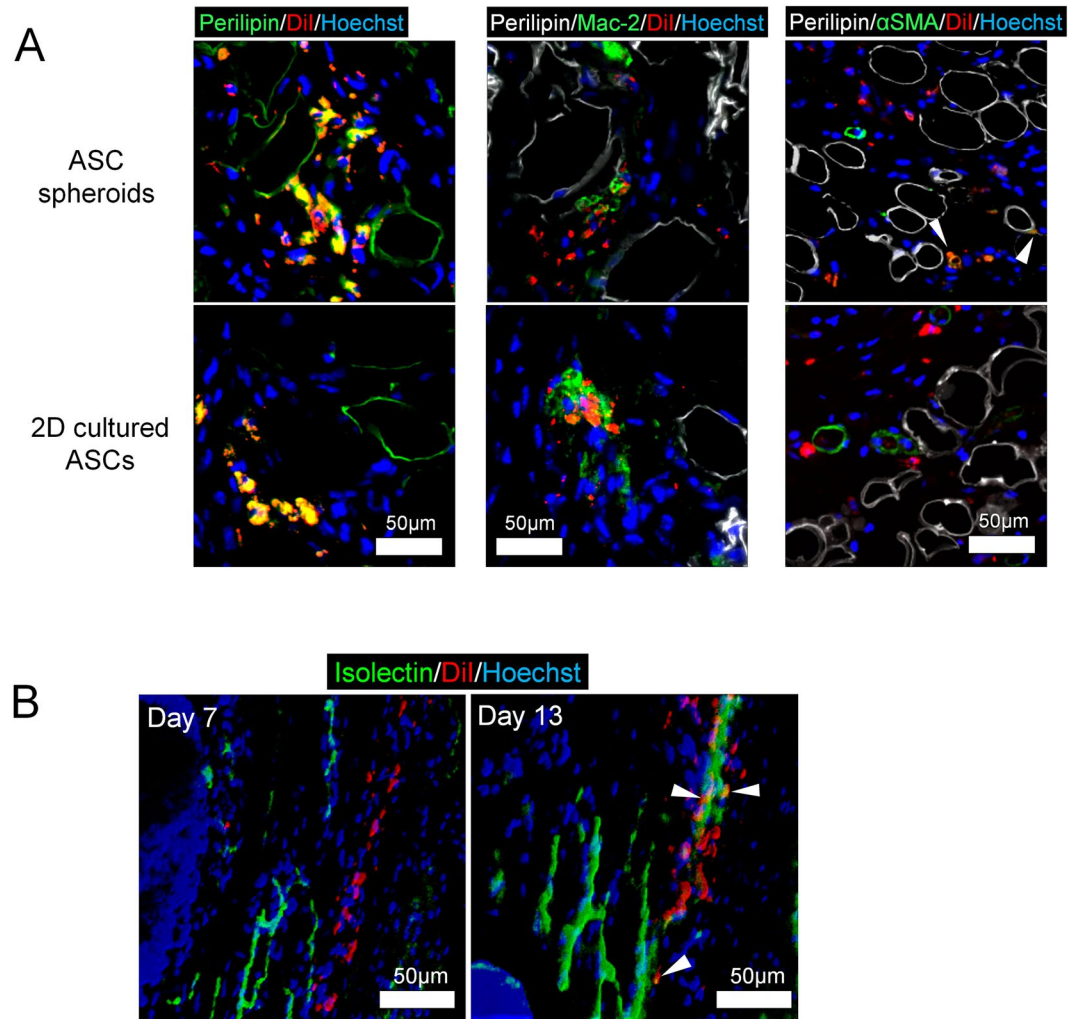 A
Perilipin/DiI/Hoechst
Perilipin/Mac-2/DiI/Hoechst
Perilipin/αSMA/DiI/Hoechst
ASC
spheroids
2D cultured
ASCs
50μm
50μm
50μm
B
Isolectin/DiI/Hoechst
Day 7
Day 13
50μm
50μm